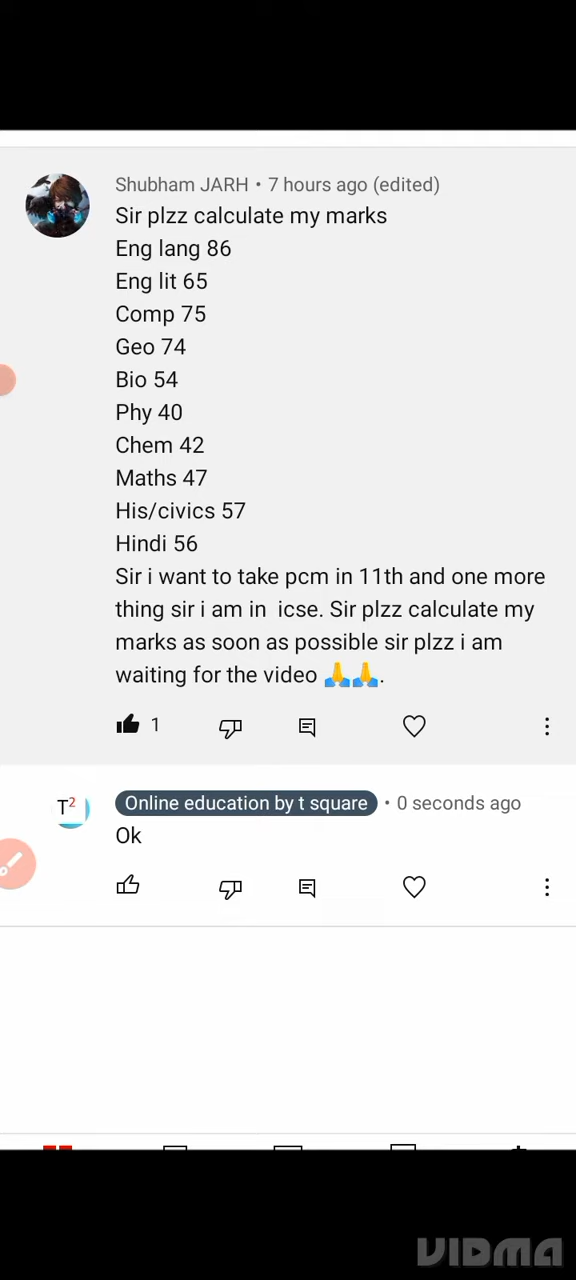 Shubham JARH • 7 hours ago (edited)
Sir plzz calculate my marks
Eng lang 86
Eng lit 65
Comp 75
Geo 74
Bio 54
Phy 40
Chem 42
Maths 47
His/civics 57
Hindi 56
Sir i want to take pcm in 11th and one more
thing sir i am in icse. Sir plzz calculate my
marks as soon as possible sir plzz i am
waiting for the video 🙏🙏.
1
T² Online education by t square • 0 seconds ago
Ok
VIDMA